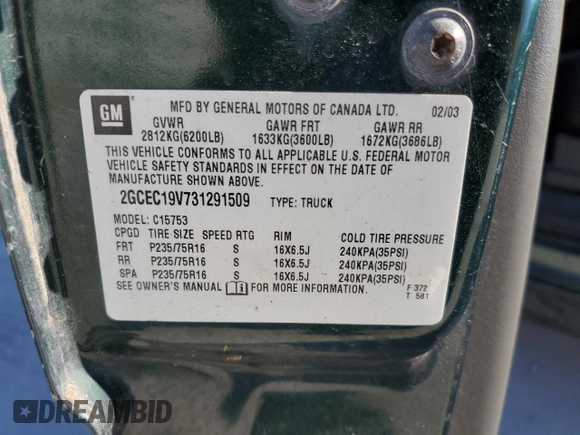 GM
MFD BY GENERAL MOTORS OF CANADA LTD. 02/03
GVWR GAWR FRT GAWR RR
2812KG(6200LB) 1633KG(3600LB) 1672KG(3686LB)
THIS VEHICLE CONFORMS TO ALL APPLICABLE U.S. FEDERAL MOTOR
VEHICLE SAFETY STANDARDS IN EFFECT ON THE DATE OF
MANUFACTURE SHOWN ABOVE.
2GCEC19V731291509 TYPE: TRUCK
MODEL: C15753
CPGD TIRE SIZE SPEED RTG RIM COLD TIRE PRESSURE
FRT P235/75R16 S 16X6.5J 240KPA(35PSI)
RR P235/75R16 S 16X6.5J 240KPA(35PSI)
SPA P235/75R16 S 16X6.5J 240KPA(35PSI)
SEE OWNER'S MANUAL FOR MORE INFORMATION.
F 372
T 581
DREAMBID